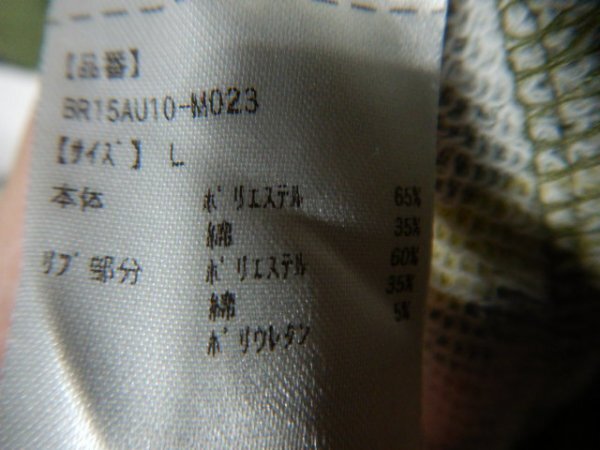 【品番】
BR15AU10-M023
【サイズ】 L
本体 ポリエステル 65%
綿 35%
リブ部分 ポリエステル 60%
綿 35%
ポリウレタン 5%